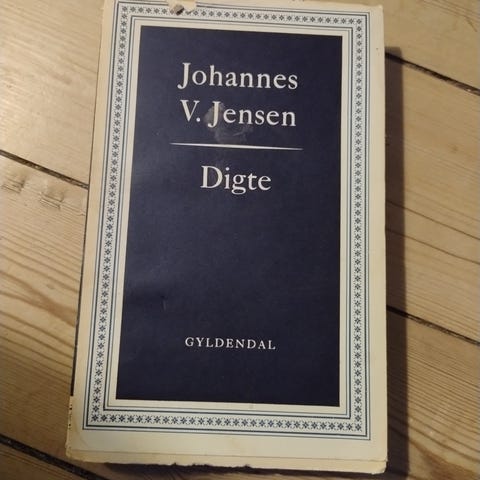 Johannes
V. Jensen
Digte
GYLDENDAL